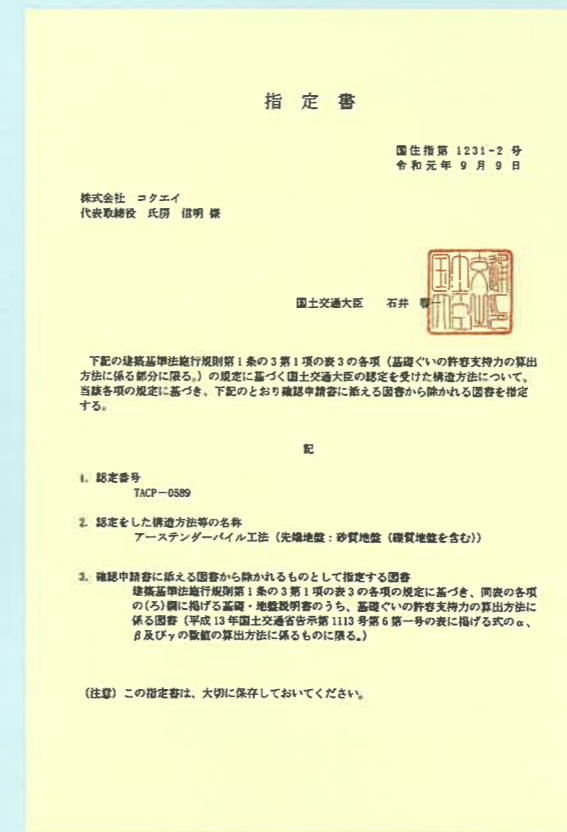 指 定 書
国住指第 1231-2 号
令和元年 9 月 9 日
株式会社 コクエイ
代表取締役 氏房 信明 様
国土交通大臣 石井
下記の建築基準法施行規則第1条の3第1項の表3の各項（基礎ぐいの許容支持力の算出
方法に係る部分に限る。）の規定に基づく国土交通大臣の認定を受けた構造方法について、
当該各項の規定に基づき、下記のとおり確認申請書に添える図書から除かれる図書を指定
する。
記
1. 認定番号
TACP－0589
2. 認定をした構造方法等の名称
アーステンダーパイル工法（先端地盤：砂質地盤（礫質地盤を含む））
3. 確認申請書に添える図書から除かれるものとして指定する図書
建築基準法施行規則第1条の3第1項の表3の各項の規定に基づき、同表の各項
の(ろ)欄に掲げる基礎・地盤説明書のうち、基礎ぐいの許容支持力の算出方法に
係る図書（平成13年国土交通省告示第1113号第6第一号の表に掲げる式のα、
β及びγの数値の算出方法に係るものに限る。）
（注意）この指定書は、大切に保存しておいてください。